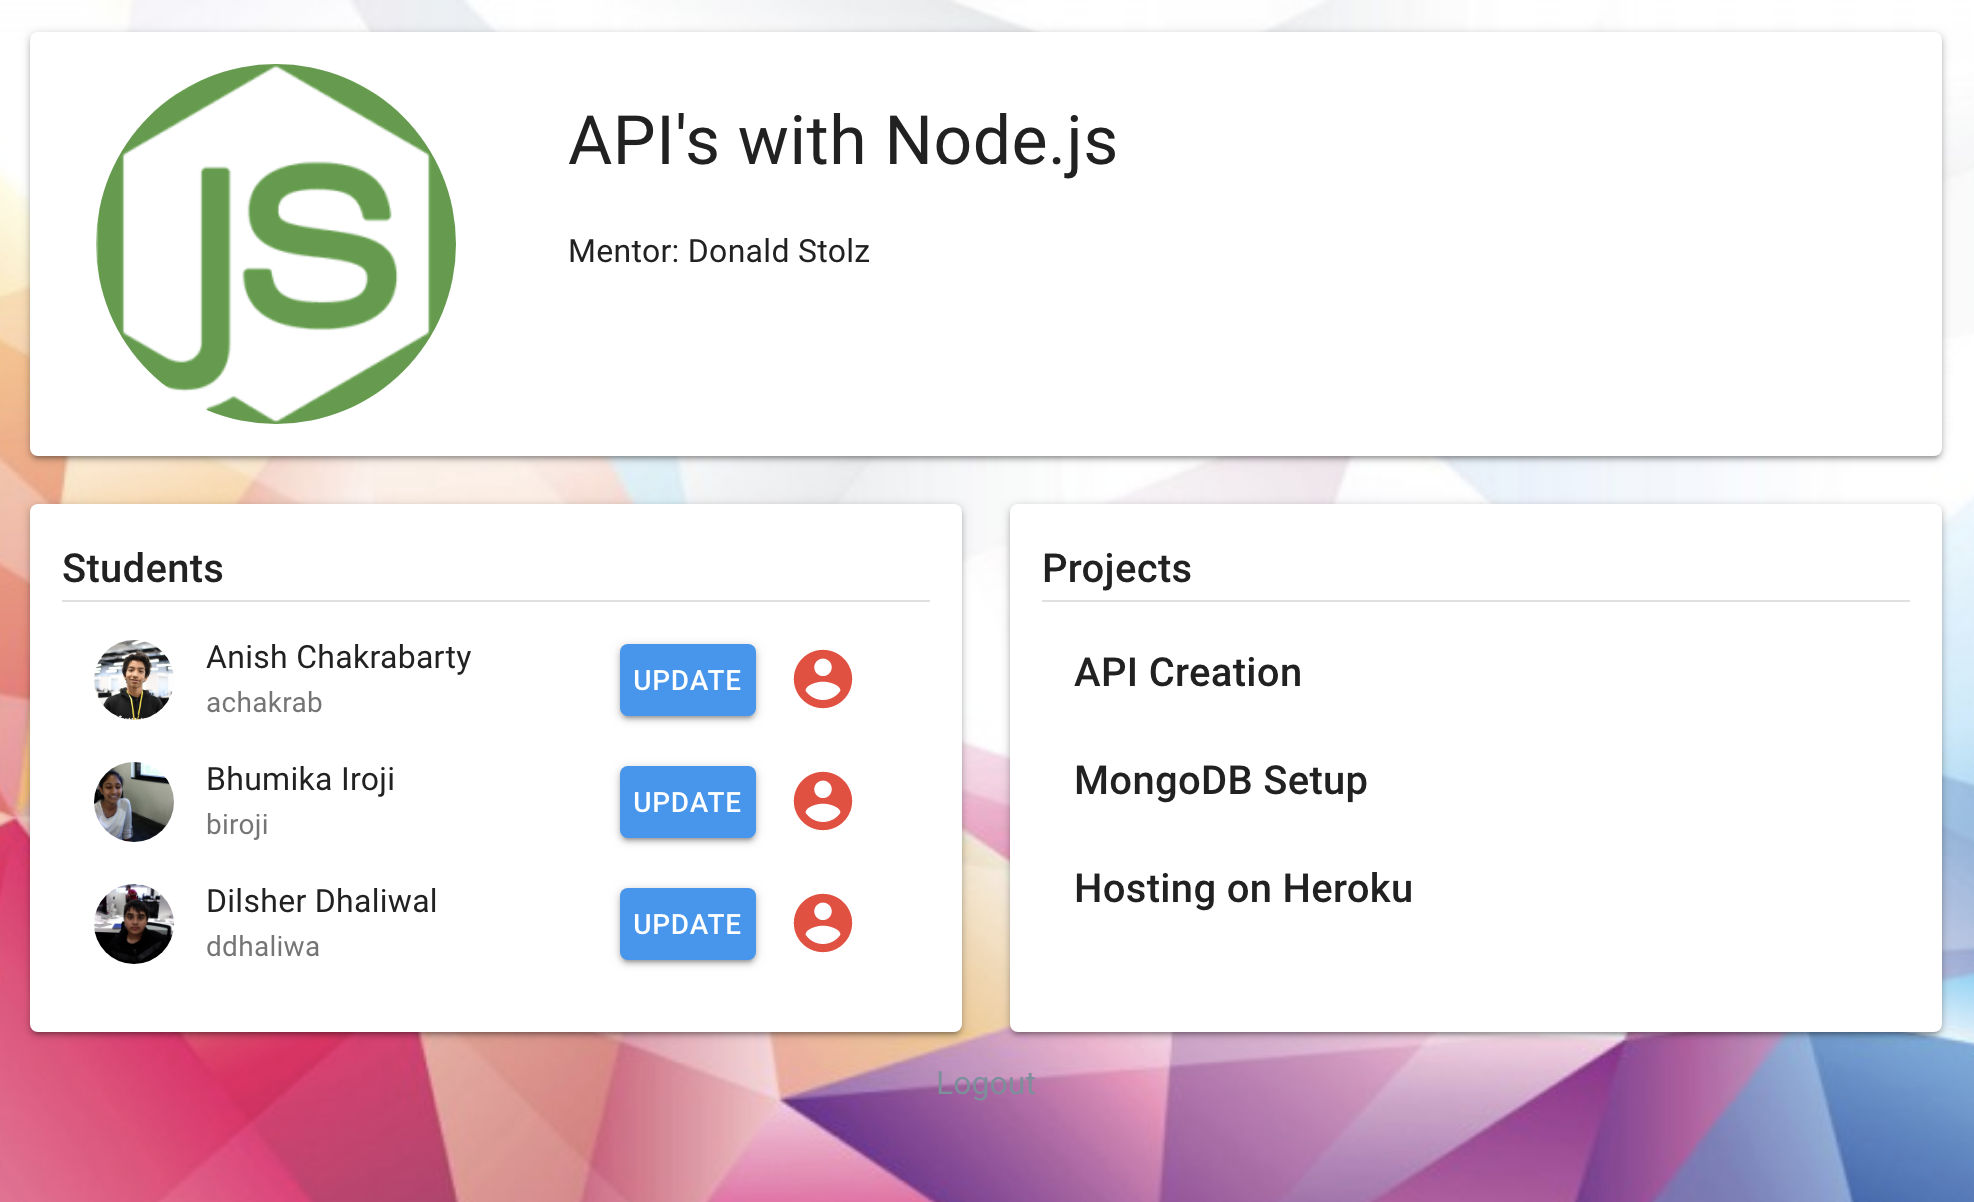 JS
API's with Node.js
Mentor: Donald Stolz
Students
Anish Chakrabarty
achakrab
UPDATE
Bhumika Iroji
biroji
UPDATE
Dilsher Dhaliwal
ddhaliwa
UPDATE
Projects
API Creation
MongoDB Setup
Hosting on Heroku
Logout